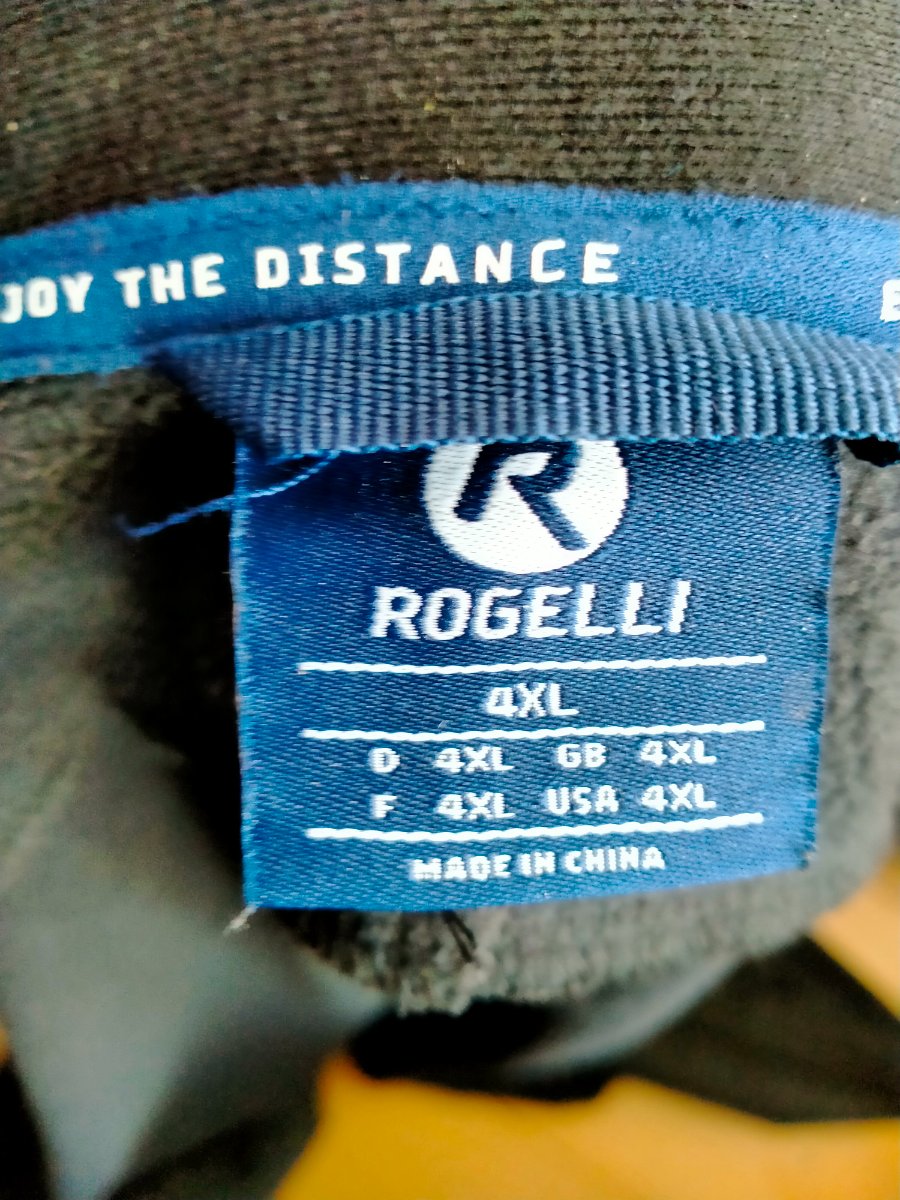 JOY THE DISTANCE E
R
ROGELLI
4XL
D 4XL GB 4XL
F 4XL USA 4XL
MADE IN CHINA